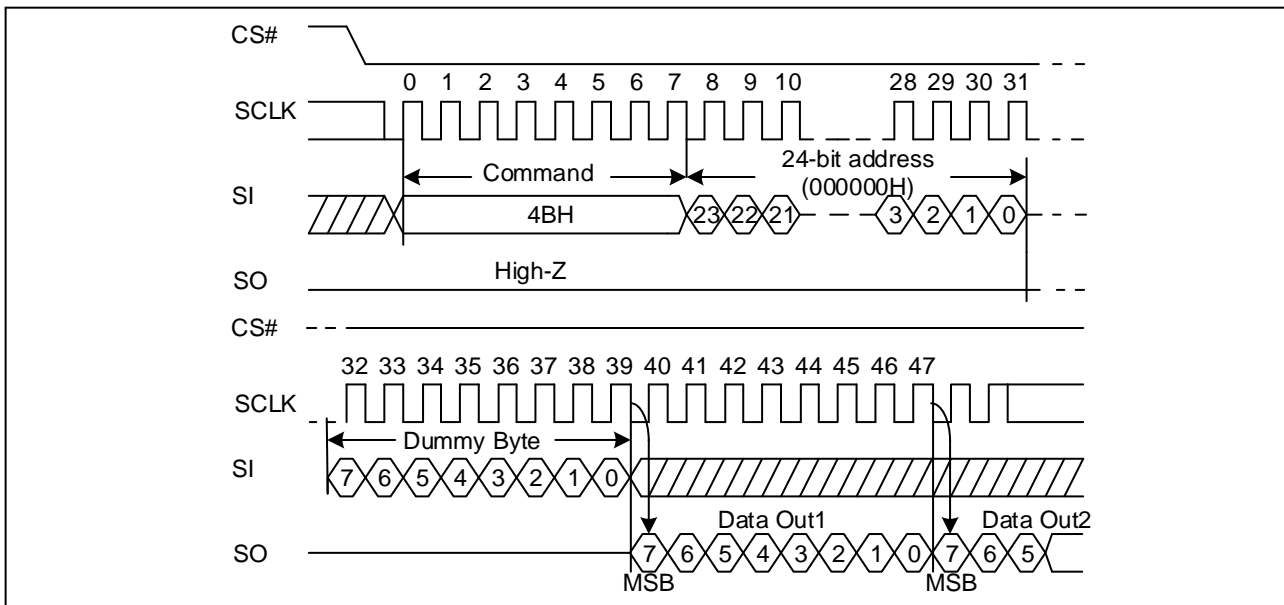 CS#
0 1 2 3 4 5 6 7 8 9 10 28 29 30 31
SCLK
Command
24-bit address
(000000H)
SI
4BH
23 22 21 3 2 1 0
High-Z
SO
CS#
32 33 34 35 36 37 38 39 40 41 42 43 44 45 46 47
SCLK
Dummy Byte
SI
7 6 5 4 3 2 1 0
Data Out1 Data Out2
SO
7 6 5 4 3 2 1 0 7 6 5
MSB MSB